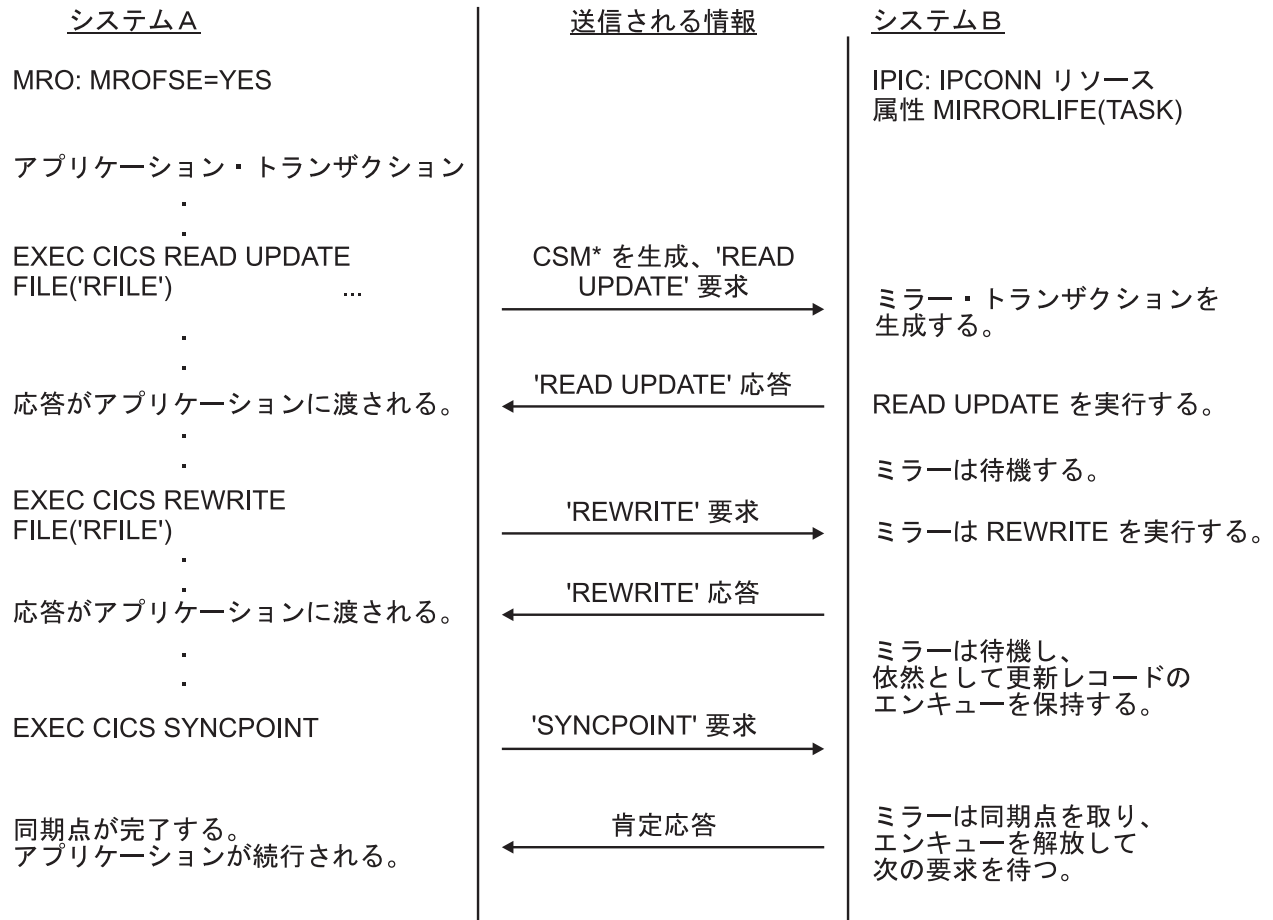 システムA
送信される情報
システムB
MRO: MROFSE=YES
IPIC: IPCONN リソース
属性 MIRRORLIFE(TASK)
アプリケーション・トランザクション
EXEC CICS READ UPDATE
FILE('RFILE') ...
CSM* を生成、'READ
UPDATE' 要求
ミラー・トランザクションを
生成する。
応答がアプリケーションに渡される。
'READ UPDATE' 応答
READ UPDATE を実行する。
ミラーは待機する。
EXEC CICS REWRITE
FILE('RFILE')
'REWRITE' 要求
ミラーは REWRITE を実行する。
'REWRITE' 応答
応答がアプリケーションに渡される。
ミラーは待機し、
依然として更新レコードの
エンキューを保持する。
EXEC CICS SYNCPOINT
'SYNCPOINT' 要求
同期点が完了する。
アプリケーションが続行される。
肯定応答
ミラーは同期点を取り、
エンキューを解放して
次の要求を待つ。